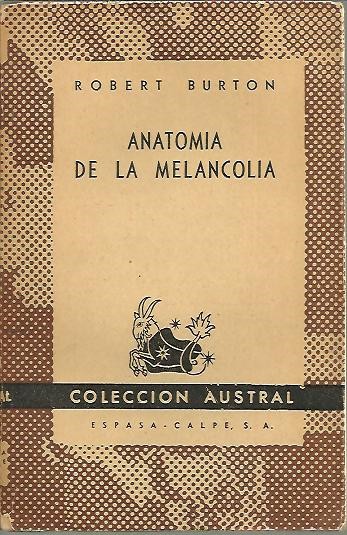 ROBERT BURTON
ANATOMIA
DE LA MELANCOLIA
COLECCION AUSTRAL
ESPASA-CALPE, S. A.